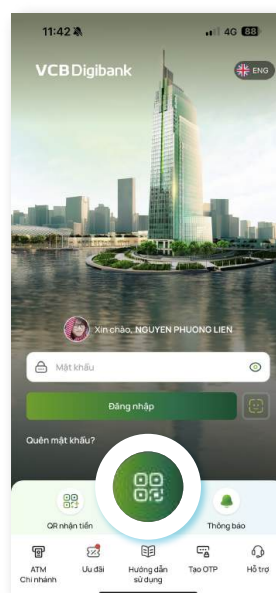 11:42 4G 88
VCB Digibank ENG
Xin chào, NGUYEN PHUONG LIEN
Mật khẩu
Đăng nhập
Quên mật khẩu?
QR nhận tiền
Thông báo
ATM Chi nhánh
Ưu đãi
Hướng dẫn sử dụng
Tạo OTP
Hỗ trợ